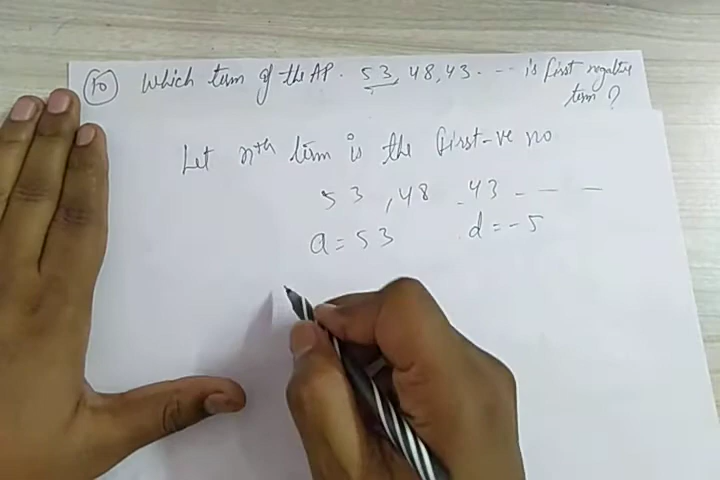 10 Which term of the AP. 53, 48, 43. --- is first negative
term ?
Let nth term is the first -ve no
53 , 48 43 - - -
a = 53 d = -5